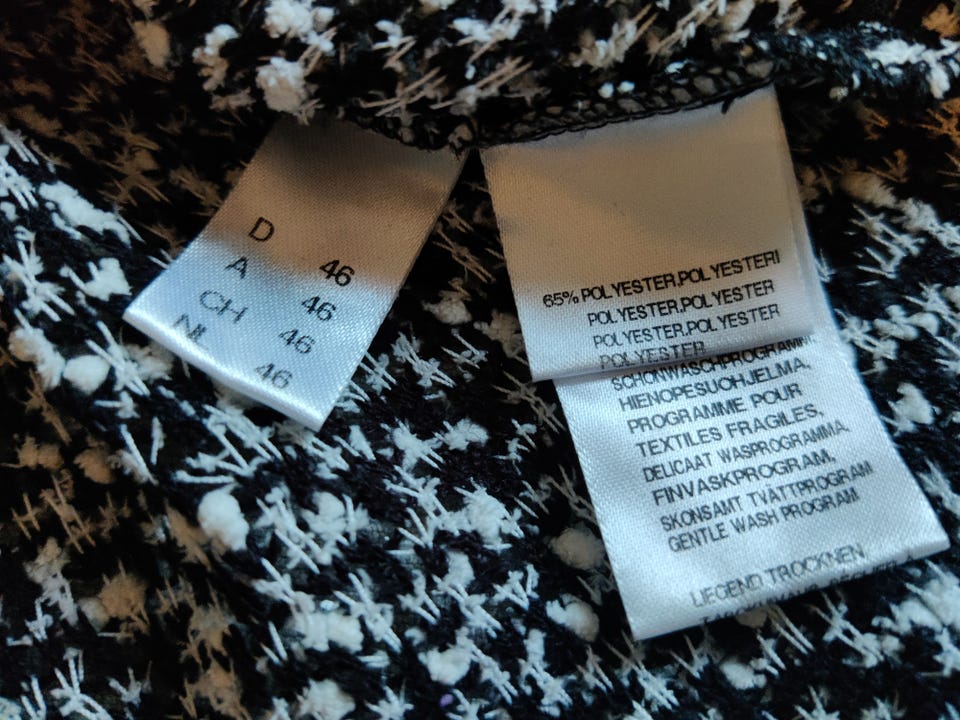 D 46
A 46
CH 46
NL 46
65% POLYESTER,POLYESTERI
POLYESTER,POLYESTER
POLYESTER,POLYESTER
POLYESTER
SCHONWASCHPROGRAMM,
HIENOPESUOHJELMA,
PROGRAMME POUR
TEXTILES FRAGILES,
DELICAAT WASPROGRAMMA,
FINVASKPROGRAM,
SKONSAMT TVÄTTPROGRAM
GENTLE WASH PROGRAM
LIEGEND TROCKNEN,